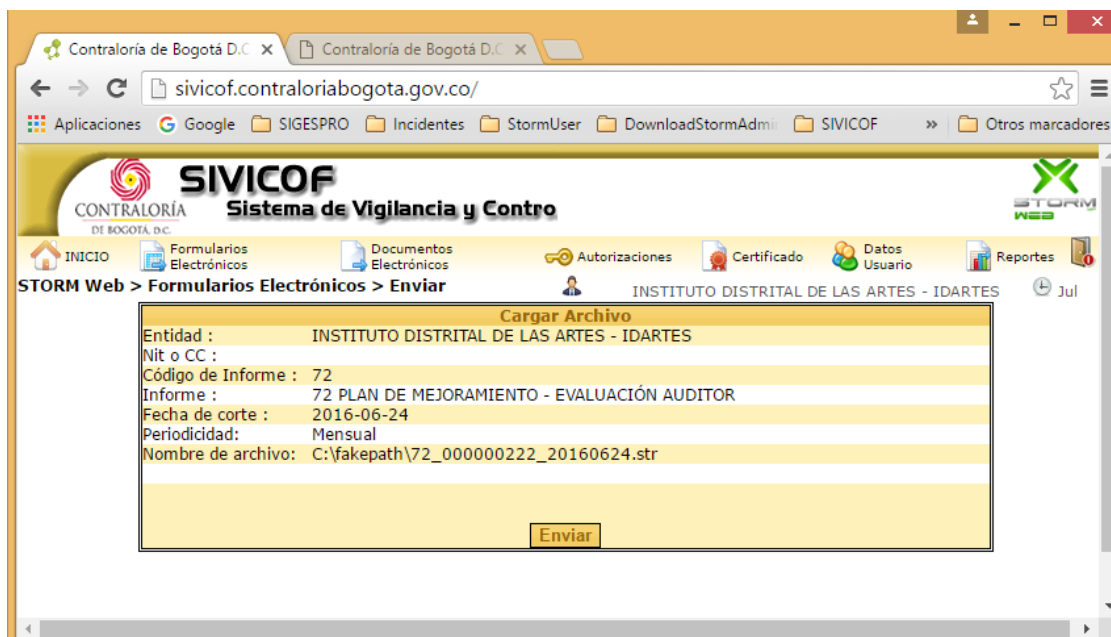 Contraloría de Bogotá D.C
Contraloría de Bogotá D.C
sivicof.contraloriabogota.gov.co/
Aplicaciones Google SIGESPRO Incidentes StormUser DownloadStormAdmi SIVICOF » Otros marcadores
SIVICOF
Sistema de Vigilancia y Contro
CONTRALORÍA
DE BOGOTÁ, D.C.
STORM
WEB
INICIO
Formularios
Electrónicos
Documentos
Electrónicos
Autorizaciones
Certificado
Datos
Usuario
Reportes
STORM Web > Formularios Electrónicos > Enviar
INSTITUTO DISTRITAL DE LAS ARTES - IDARTES
Jul
Cargar Archivo
Entidad : INSTITUTO DISTRITAL DE LAS ARTES - IDARTES
Nit o CC :
Código de Informe : 72
Informe : 72 PLAN DE MEJORAMIENTO - EVALUACIÓN AUDITOR
Fecha de corte : 2016-06-24
Periodicidad: Mensual
Nombre de archivo: C:\fakepath\72_000000222_20160624.str
Enviar